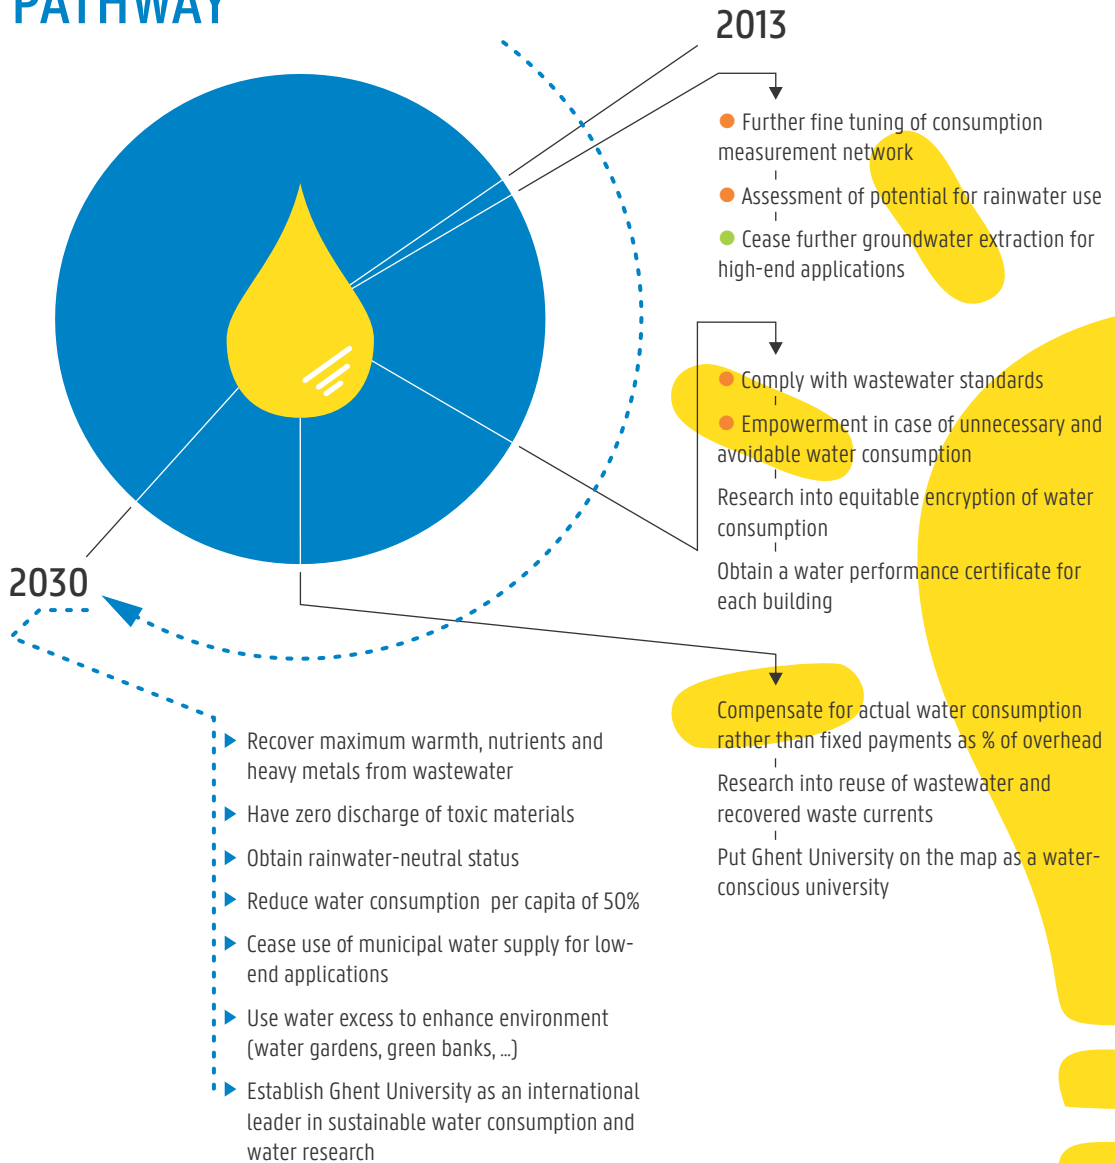 PATHWAY
2013
Further fine tuning of consumption
measurement network
Assessment of potential for rainwater use
Cease further groundwater extraction for
high-end applications
Comply with wastewater standards
Empowerment in case of unnecessary and
avoidable water consumption
Research into equitable encryption of water
consumption
Obtain a water performance certificate for
each building
2030
Compensate for actual water consumption
rather than fixed payments as % of overhead
Research into reuse of wastewater and
recovered waste currents
Put Ghent University on the map as a water-
conscious university
Recover maximum warmth, nutrients and
heavy metals from wastewater
Have zero discharge of toxic materials
Obtain rainwater-neutral status
Reduce water consumption per capita of 50%
Cease use of municipal water supply for low-
end applications
Use water excess to enhance environment
(water gardens, green banks, ...)
Establish Ghent University as an international
leader in sustainable water consumption and
water research